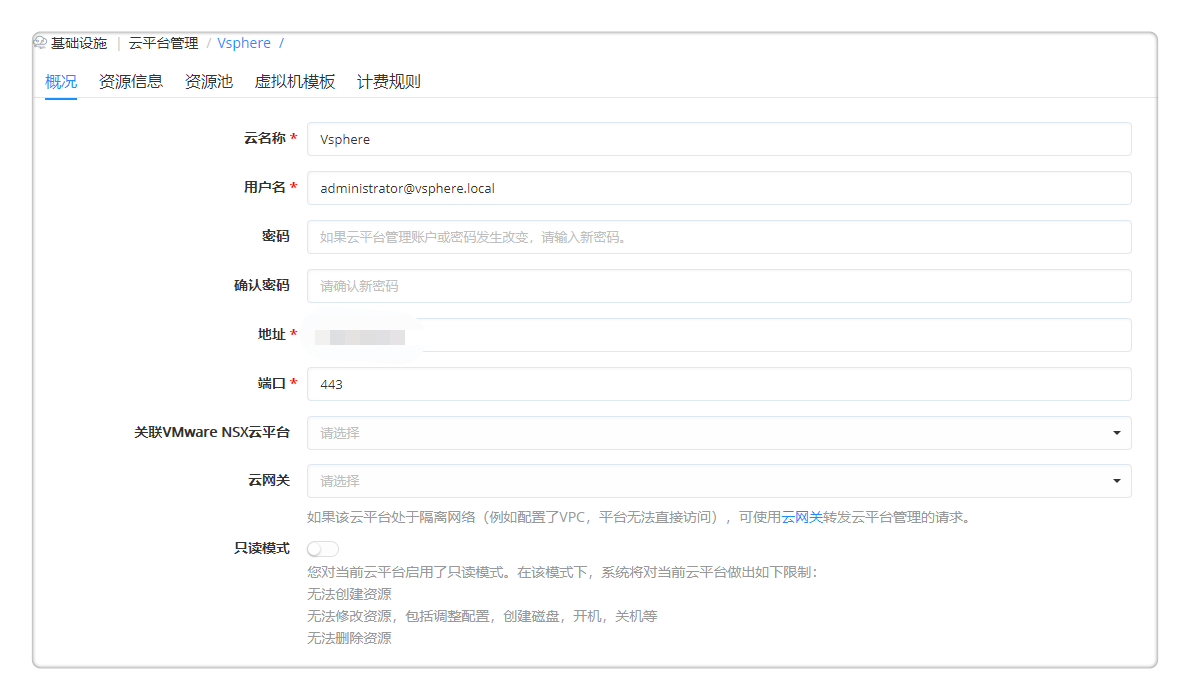 基础设施 | 云平台管理 / Vsphere /
概况 资源信息 资源池 虚拟机模板 计费规则
云名称 * Vsphere
用户名 * administrator@vsphere.local
密码 如果云平台管理账户或密码发生改变，请输入新密码。
确认密码 请确认新密码
地址 *
端口 * 443
关联VMware NSX云平台 请选择
云网关 请选择
如果该云平台处于隔离网络（例如配置了VPC，平台无法直接访问），可使用云网关转发云平台管理的请求。
只读模式
您对当前云平台启用了只读模式。在该模式下，系统将对当前云平台做出如下限制：
无法创建资源
无法修改资源，包括调整配置，创建磁盘，开机，关机等
无法删除资源